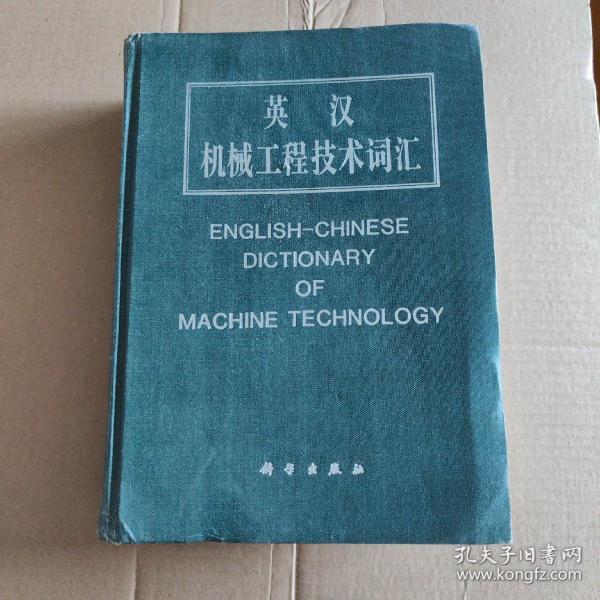 英 汉
机械工程技术词汇
ENGLISH-CHINESE
DICTIONARY
OF
MACHINE TECHNOLOGY
科学出版社
孔夫子旧书网
www.kongfz.com